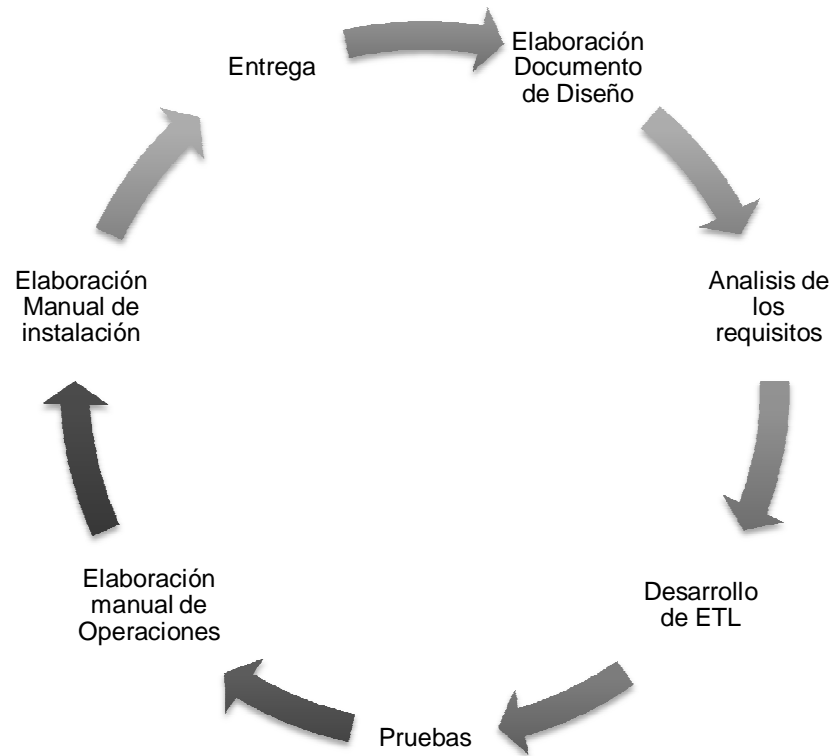 Entrega
Elaboración
Documento
de Diseño
Analisis de
los
requisitos
Desarrollo
de ETL
Pruebas
Elaboración
manual de
Operaciones
Elaboración
Manual de
instalación